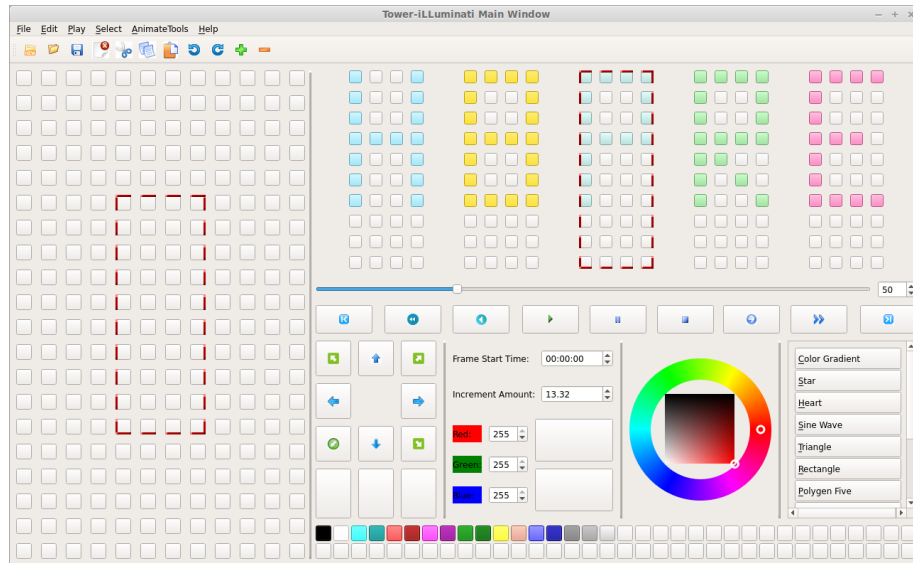 Tower-iLLuminati Main Window
File Edit Play Select AnimateTools Help
50
Frame Start Time: 00:00:00
Increment Amount: 13.32
Red: 255
Green: 255
Blue: 255
Color Gradient
Star
Heart
Sine Wave
Triangle
Rectangle
Polygen Five